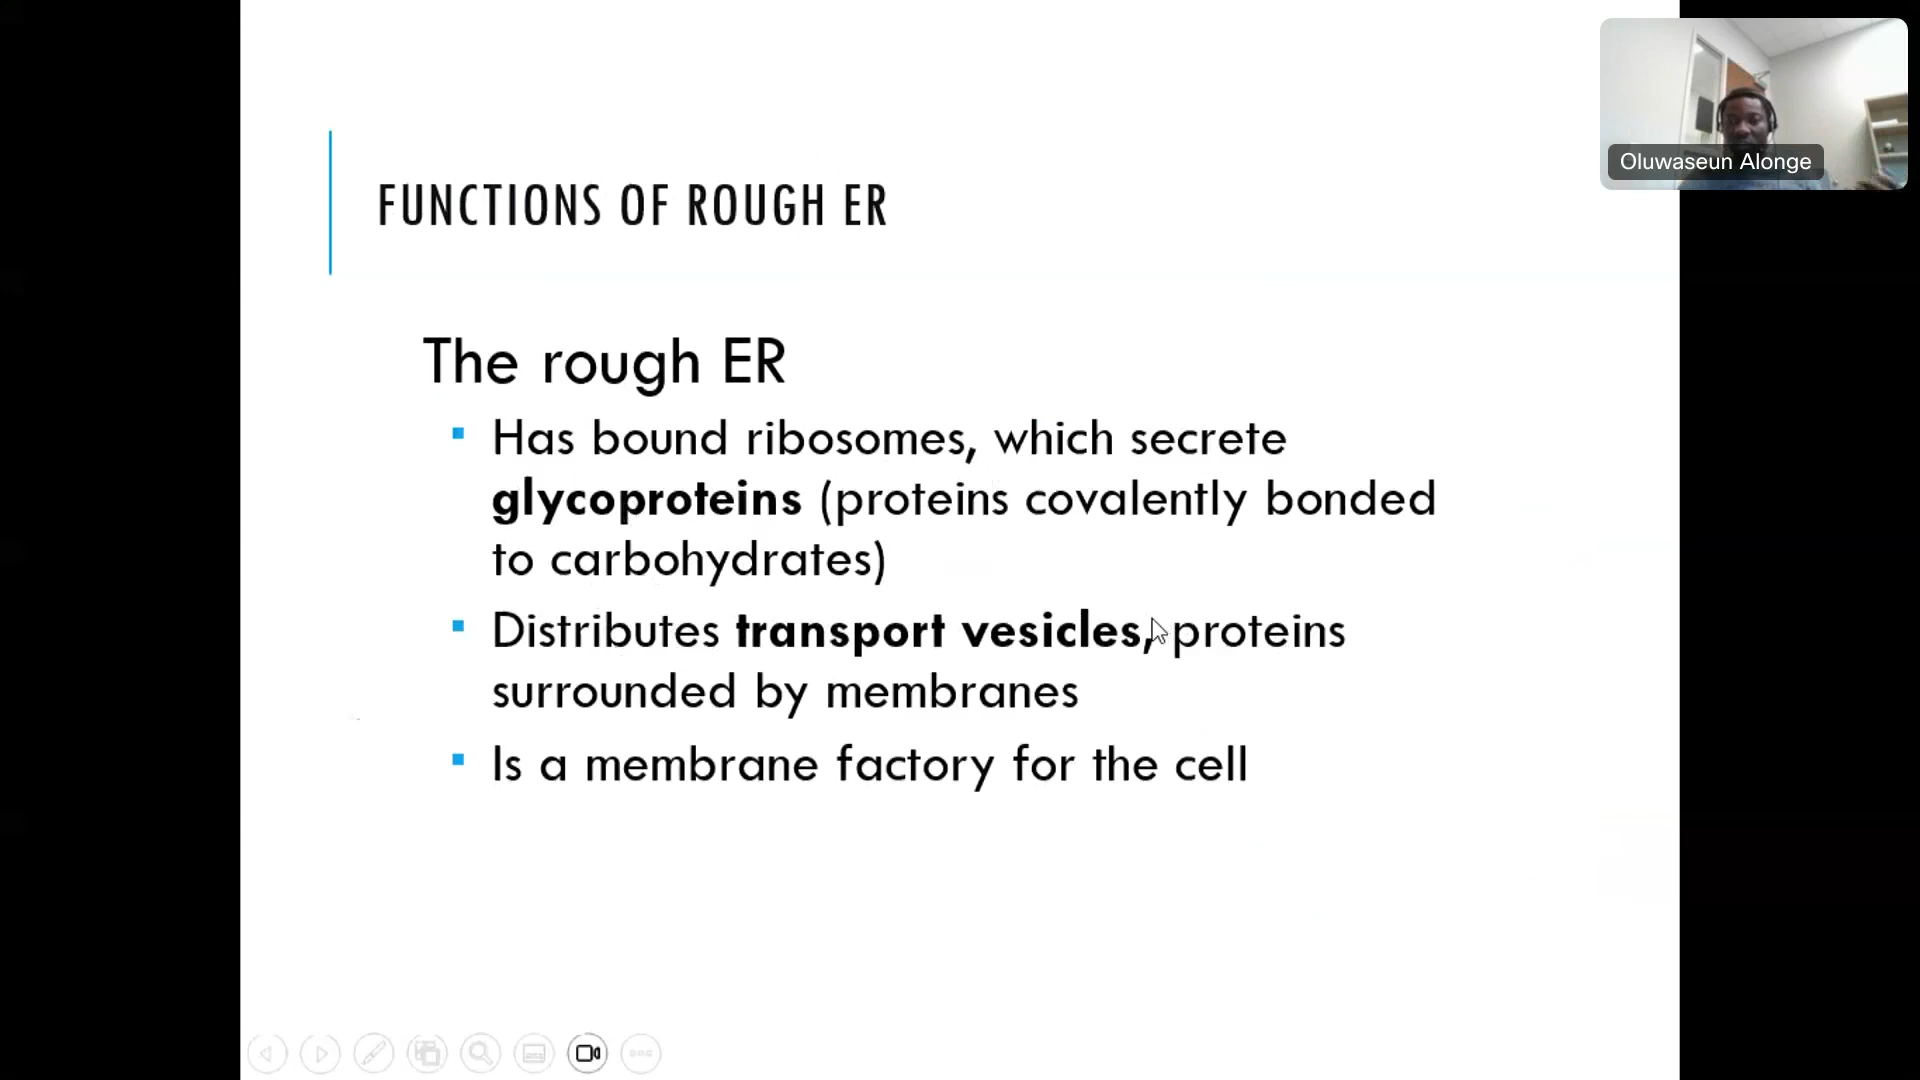 Oluwaseun Alonge
FUNCTIONS OF ROUGH ER
The rough ER
Has bound ribosomes, which secrete
glycoproteins (proteins covalently bonded
to carbohydrates)
Distributes transport vesicles, proteins
surrounded by membranes
Is a membrane factory for the cell